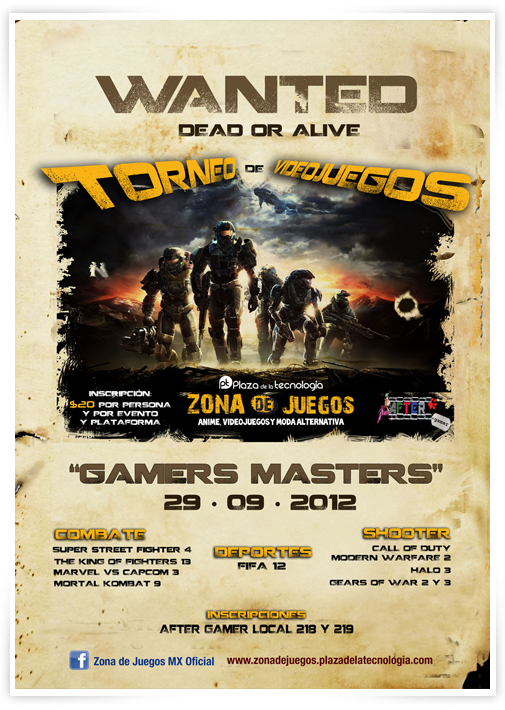 WANTED
DEAD OR ALIVE
TORNEO DE VIDEOJUEGOS
INSCRIPCIÓN:
$20 POR PERSONA
Y POR EVENTO
Y PLATAFORMA
pt Plaza de la tecnología
ZONA DE JUEGOS
ANIME, VIDEOJUEGOS Y MODA ALTERNATIVA
AFTER
games
"GAMERS MASTERS"
29 · 09 · 2012
COMBATE
SUPER STREET FIGHTER 4
THE KING OF FIGHTERS 13
MARVEL VS CAPCOM 3
MORTAL KOMBAT 9
DEPORTES
FIFA 12
SHOOTER
CALL OF DUTY
MODERN WARFARE 2
HALO 3
GEARS OF WAR 2 Y 3
INSCRIPCIONES
AFTER GAMER LOCAL 218 Y 219
f Zona de Juegos MX Oficial www.zonadejuegos.plazadelatecnologia.com